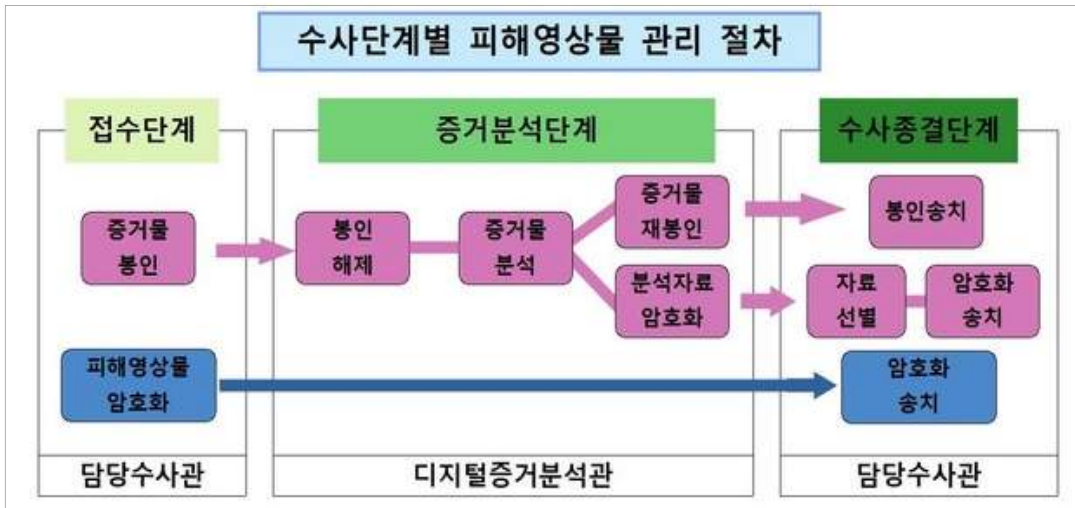 수사단계별 피해영상물 관리 절차
접수단계
증거분석단계
수사종결단계
증거물
봉인
봉인
해제
증거물
분석
증거물
재봉인
분석자료
암호화
봉인송치
자료
선별
암호화
송치
피해영상물
암호화
암호화
송치
담당수사관
디지털증거분석관
담당수사관